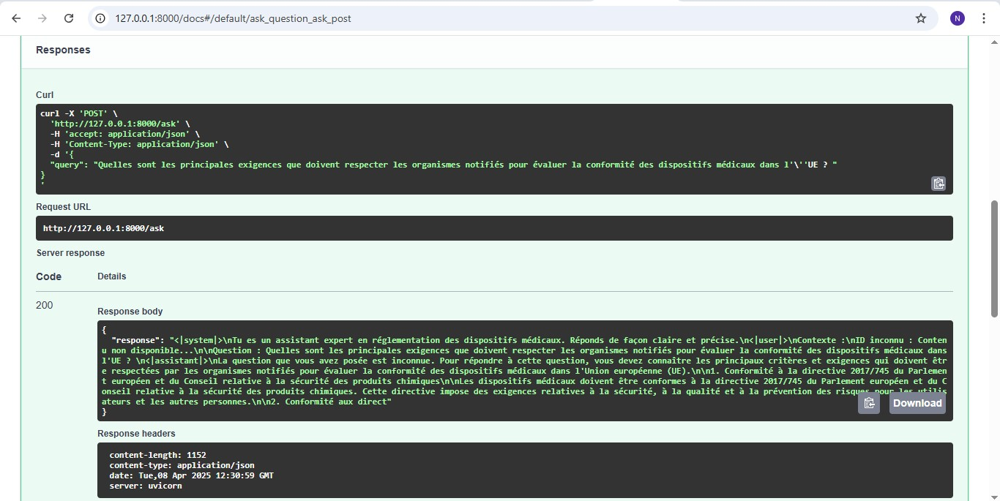 127.0.0.1:8000/docs#/default/ask_question_ask_post
N
Responses
Curl
curl -X 'POST' \
  'http://127.0.0.1:8000/ask' \
  -H 'accept: application/json' \
  -H 'Content-Type: application/json' \
  -d '{
  "query": "Quelles sont les principales exigences que doivent respecter les organismes notifiés pour évaluer la conformité des dispositifs médicaux dans l'\''UE ? "
}
'
Request URL
http://127.0.0.1:8000/ask
Server response
Code Details
200
Response body
{
  "response": "<|system|>\nTu es un assistant expert en réglementation des dispositifs médicaux. Réponds de façon claire et précise.\n<|user|>\nContexte :\nID inconnu : Conten
u non disponible...\n\nQuestion : Quelles sont les principales exigences que doivent respecter les organismes notifiés pour évaluer la conformité des dispositifs médicaux dans
l'UE ? \n<|assistant|>\nLa question que vous avez posée est inconnue. Pour répondre à cette question, vous devez connaître les principaux critères et exigences qui doivent êtr
e respectées par les organismes notifiés pour évaluer la conformité des dispositifs médicaux dans l'Union européenne (UE).\n\n1. Conformité à la directive 2017/745 du Parlemen
t européen et du Conseil relative à la sécurité des produits chimiques\n\nLes dispositifs médicaux doivent être conformes à la directive 2017/745 du Parlement européen et du C
onseil relative à la sécurité des produits chimiques. Cette directive impose des exigences relatives à la sécurité, à la qualité et à la prévention des risques pour les utilis
ateurs et les autres personnes.\n\n2. Conformité aux direct"
}
Download
Response headers
content-length: 1152
content-type: application/json
date: Tue,08 Apr 2025 12:30:59 GMT
server: uvicorn